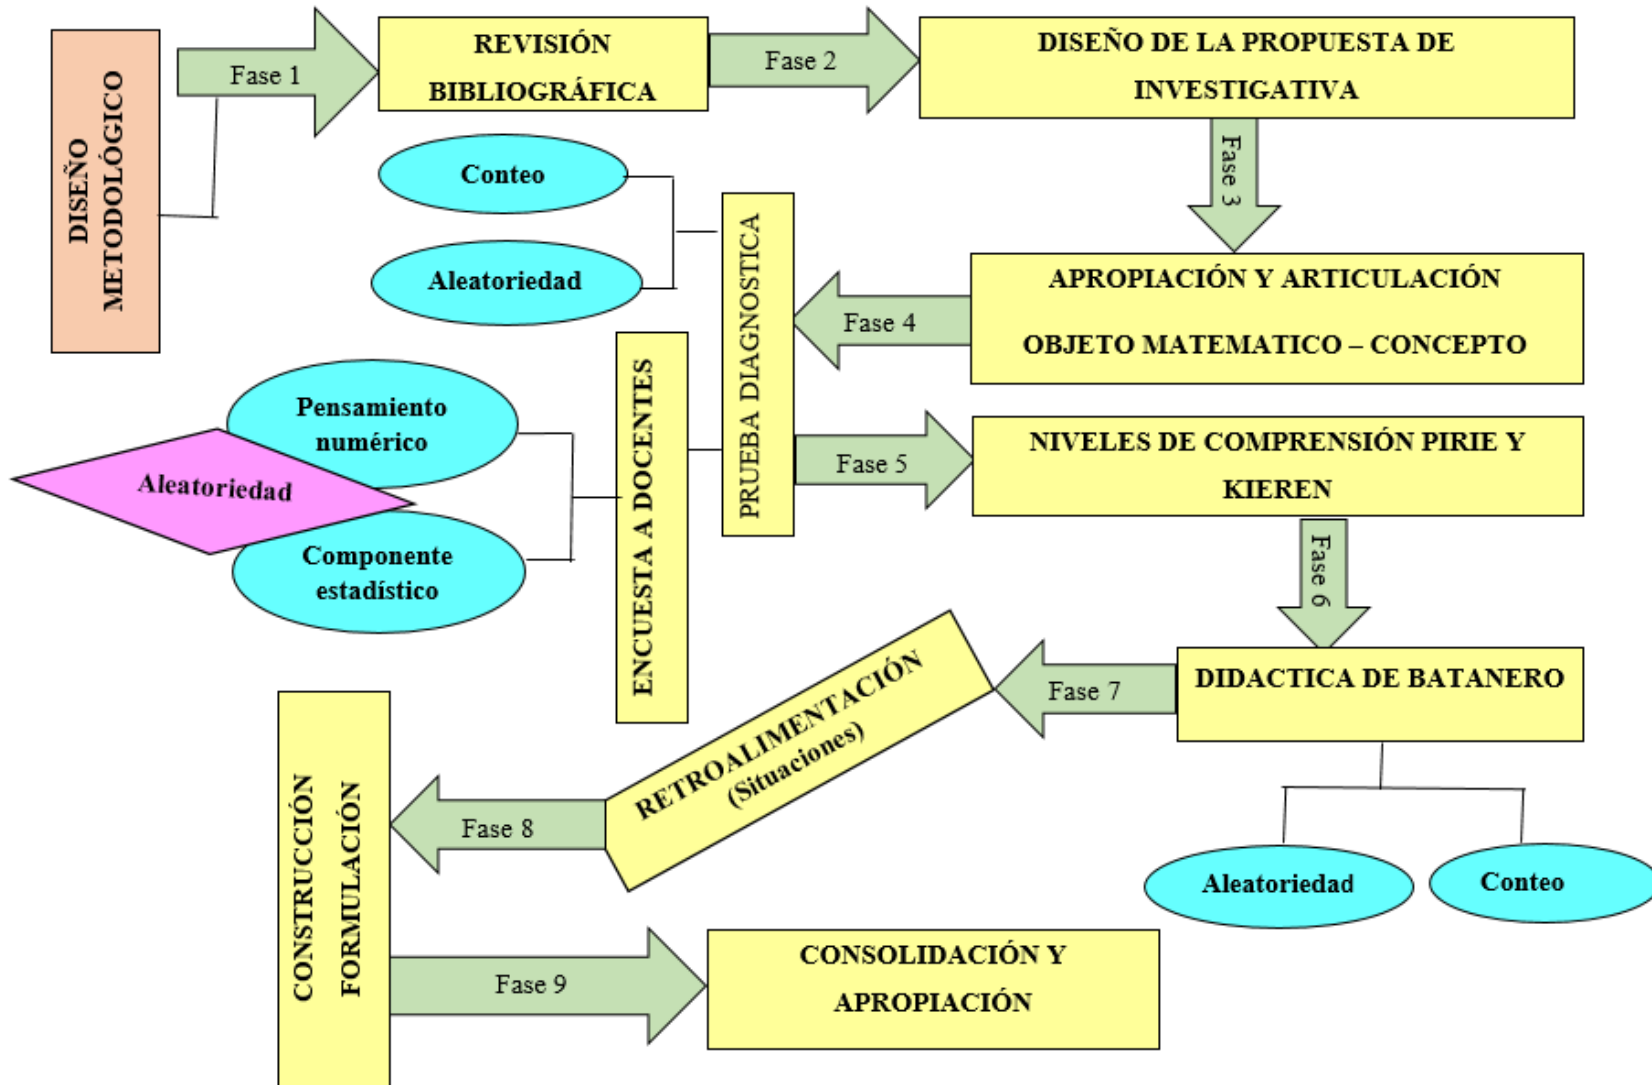 DISEÑO
METODOLÓGICO
Fase 1
REVISIÓN
BIBLIOGRÁFICA
Fase 2
DISEÑO DE LA PROPUESTA DE
INVESTIGATIVA
Fase 3
APROPIACIÓN Y ARTICULACIÓN
OBJETO MATEMATICO – CONCEPTO
Fase 4
PRUEBA DIAGNOSTICA
Conteo
Aleatoriedad
ENCUESTA A DOCENTES
Pensamiento
numérico
Aleatoriedad
Componente
estadístico
Fase 5
NIVELES DE COMPRENSIÓN PIRIE Y
KIEREN
Fase 6
DIDACTICA DE BATANERO
Aleatoriedad
Conteo
Fase 7
RETROALIMENTACIÓN
(Situaciones)
Fase 8
CONSTRUCCIÓN
FORMULACIÓN
Fase 9
CONSOLIDACIÓN Y
APROPIACIÓN